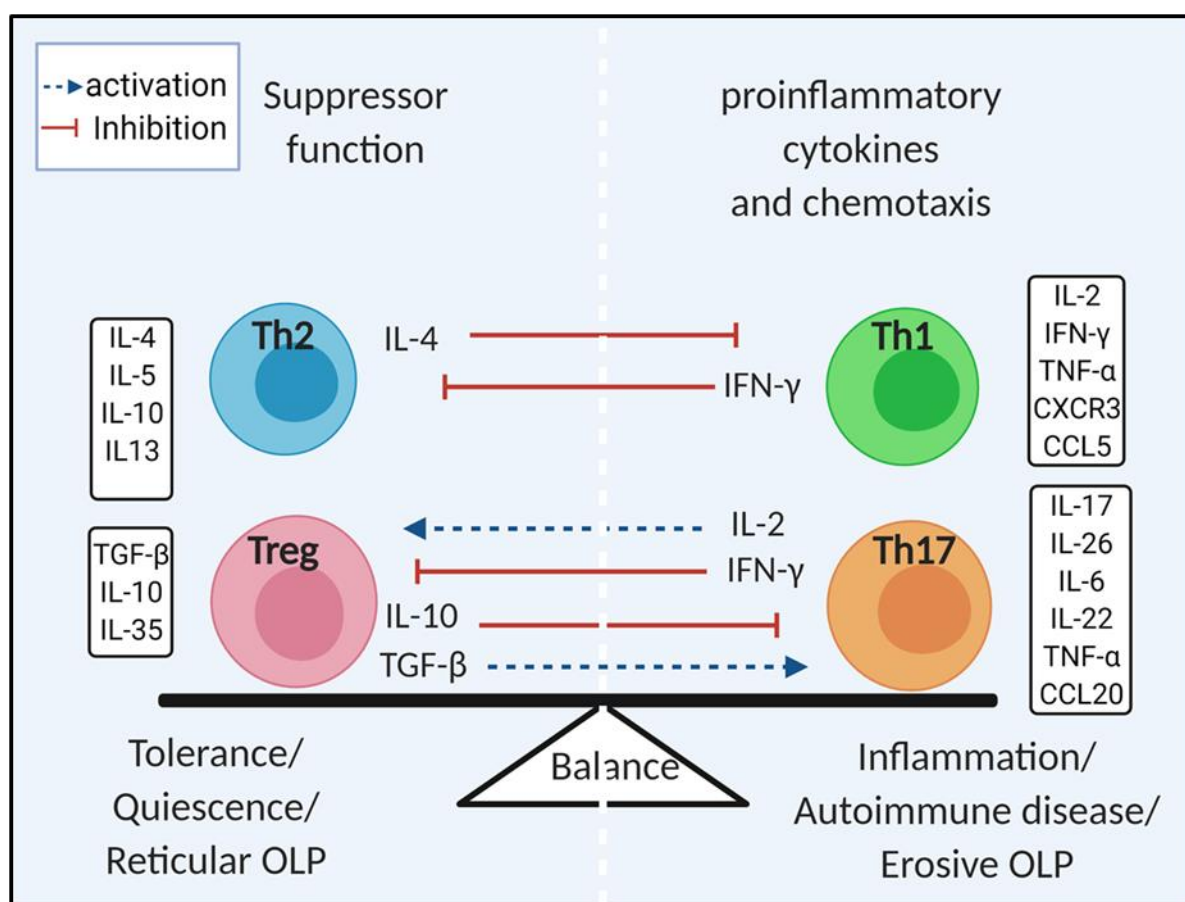 activation
Inhibition
Suppressor
function
proinflammatory
cytokines
and chemotaxis
IL-4
IL-5
IL-10
IL13
Th2
IL-4
IFN-γ
Th1
IL-2
IFN-γ
TNF-α
CXCR3
CCL5
TGF-β
IL-10
IL-35
Treg
IL-2
IFN-γ
IL-10
TGF-β
Th17
IL-17
IL-26
IL-6
IL-22
TNF-α
CCL20
Balance
Tolerance/
Quiescence/
Reticular OLP
Inflammation/
Autoimmune disease/
Erosive OLP